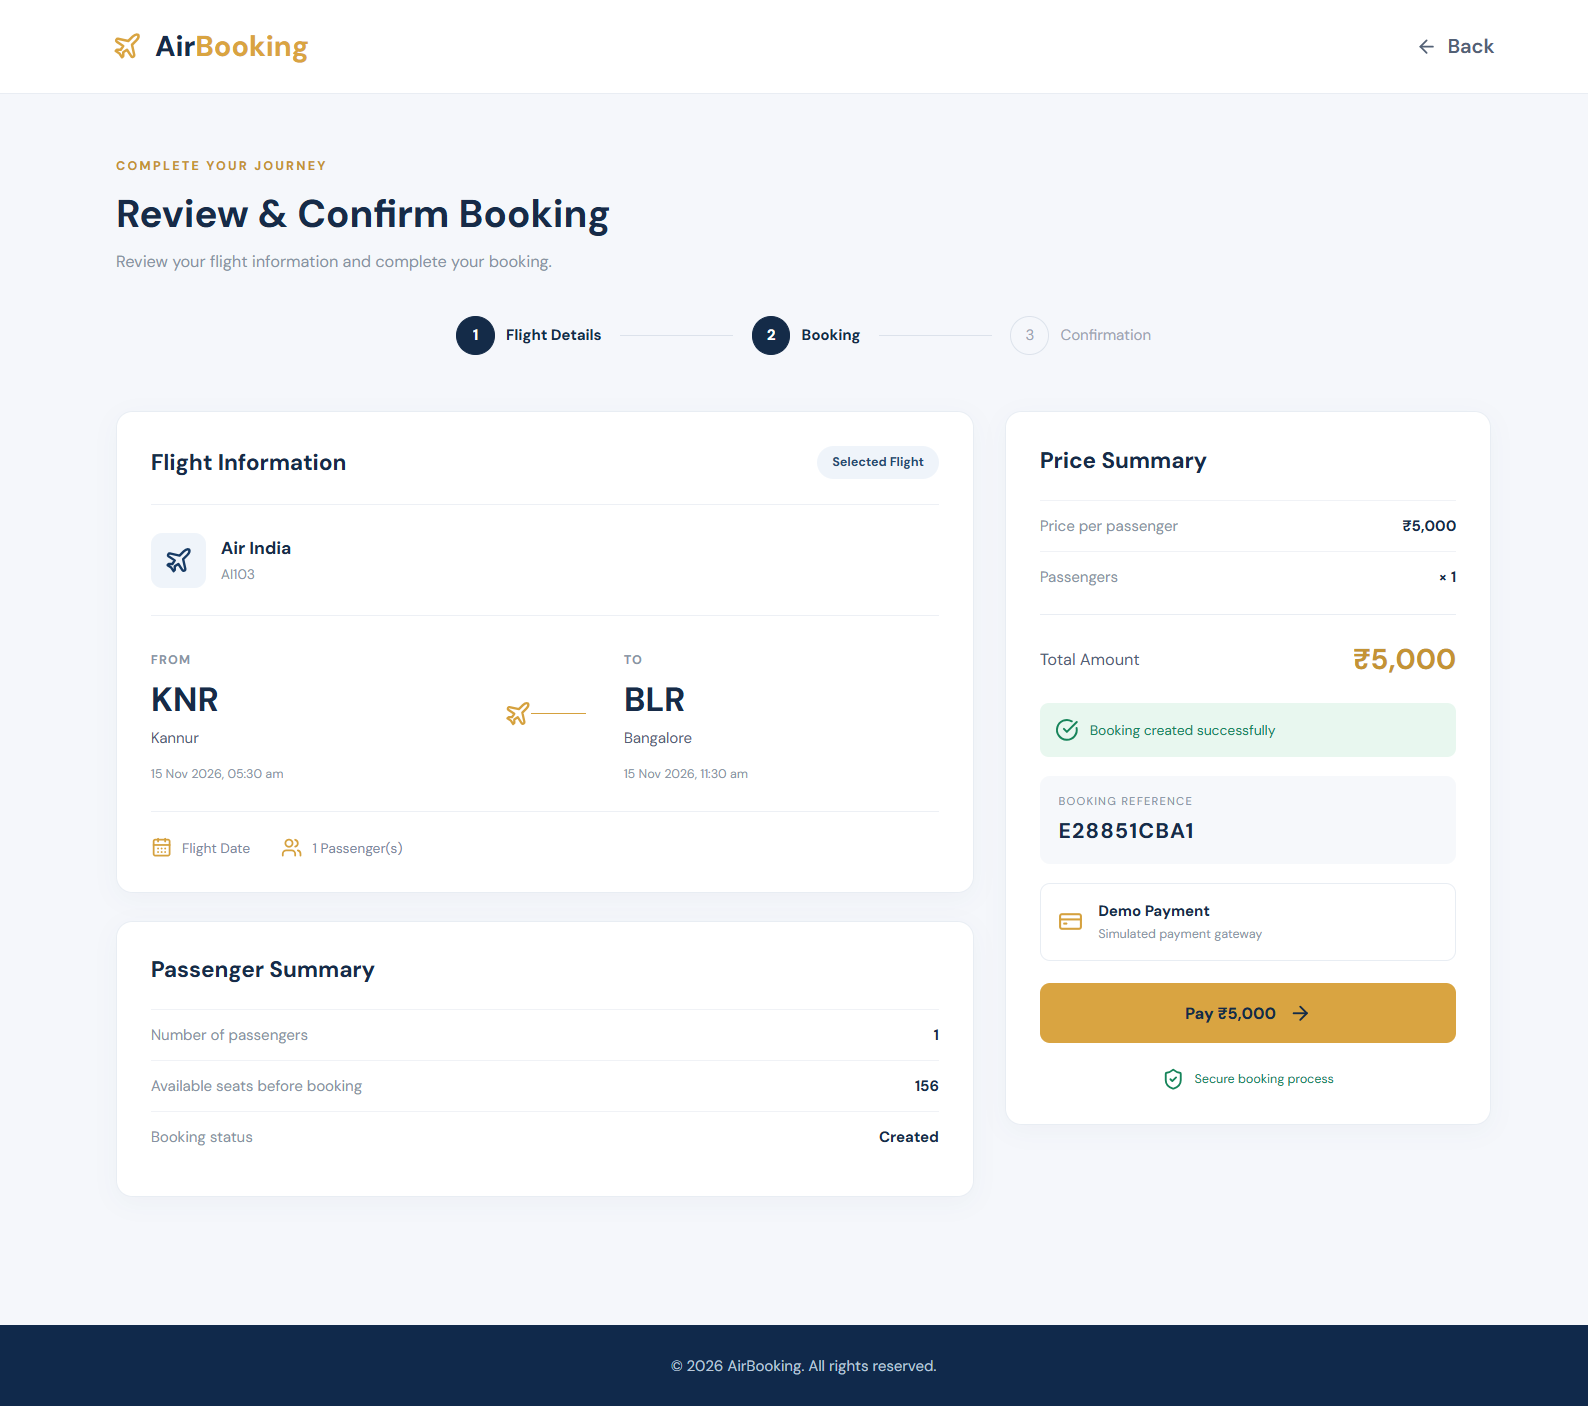 AirBooking
Back
COMPLETE YOUR JOURNEY
Review & Confirm Booking
Review your flight information and complete your booking.
1 Flight Details 2 Booking 3 Confirmation
Flight Information
Selected Flight
Air India
AI103
FROM
KNR
Kannur
15 Nov 2026, 05:30 am
TO
BLR
Bangalore
15 Nov 2026, 11:30 am
Flight Date 1 Passenger(s)
Passenger Summary
Number of passengers 1
Available seats before booking 156
Booking status Created
Price Summary
Price per passenger ₹5,000
Passengers × 1
Total Amount ₹5,000
Booking created successfully
BOOKING REFERENCE
E28851CBA1
Demo Payment
Simulated payment gateway
Pay ₹5,000
Secure booking process
© 2026 AirBooking. All rights reserved.